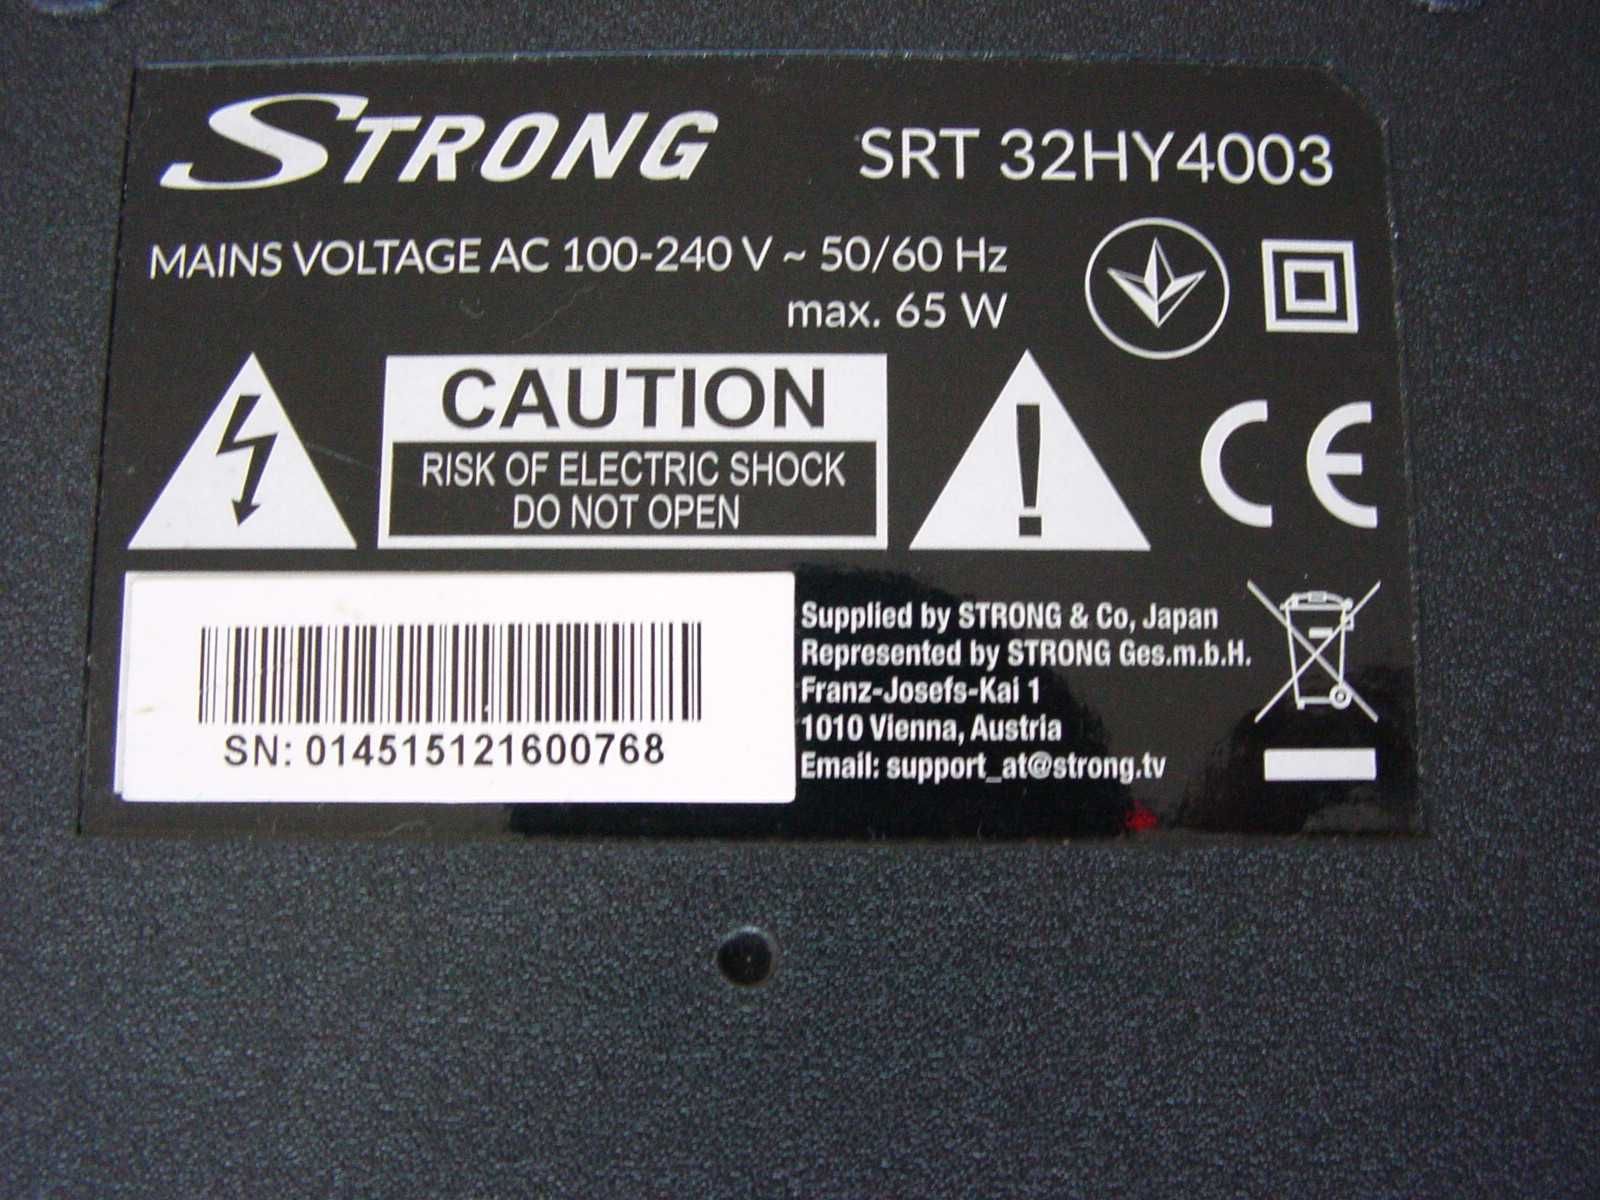 STRONG SRT 32HY4003
MAINS VOLTAGE AC 100-240 V ~ 50/60 Hz
max. 65 W
CAUTION
RISK OF ELECTRIC SHOCK
DO NOT OPEN
CE
SN: 014515121600768
Supplied by STRONG & Co, Japan
Represented by STRONG Ges.m.b.H.
Franz-Josefs-Kai 1
1010 Vienna, Austria
Email: support_at@strong.tv